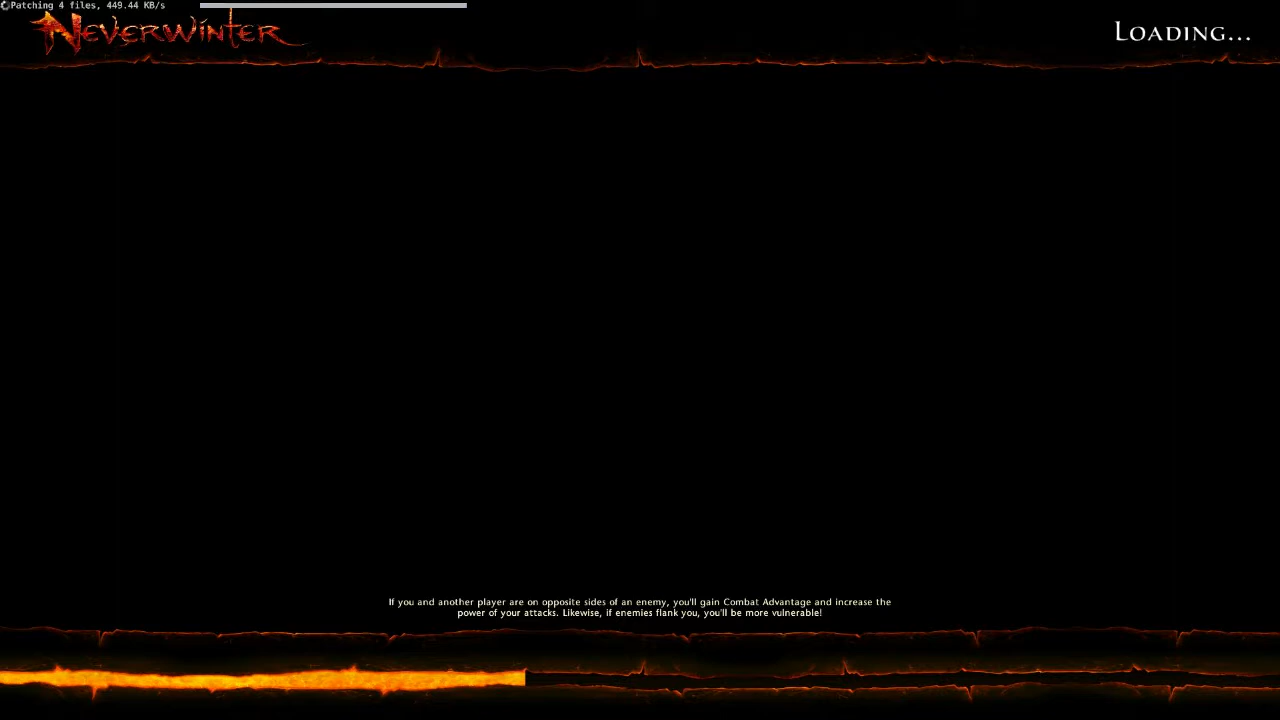 Patching 4 files, 449.44 KB/s
NEVERWINTER
LOADING...
If you and another player are on opposite sides of an enemy, you'll gain Combat Advantage and increase the
power of your attacks. Likewise, if enemies flank you, you'll be more vulnerable!